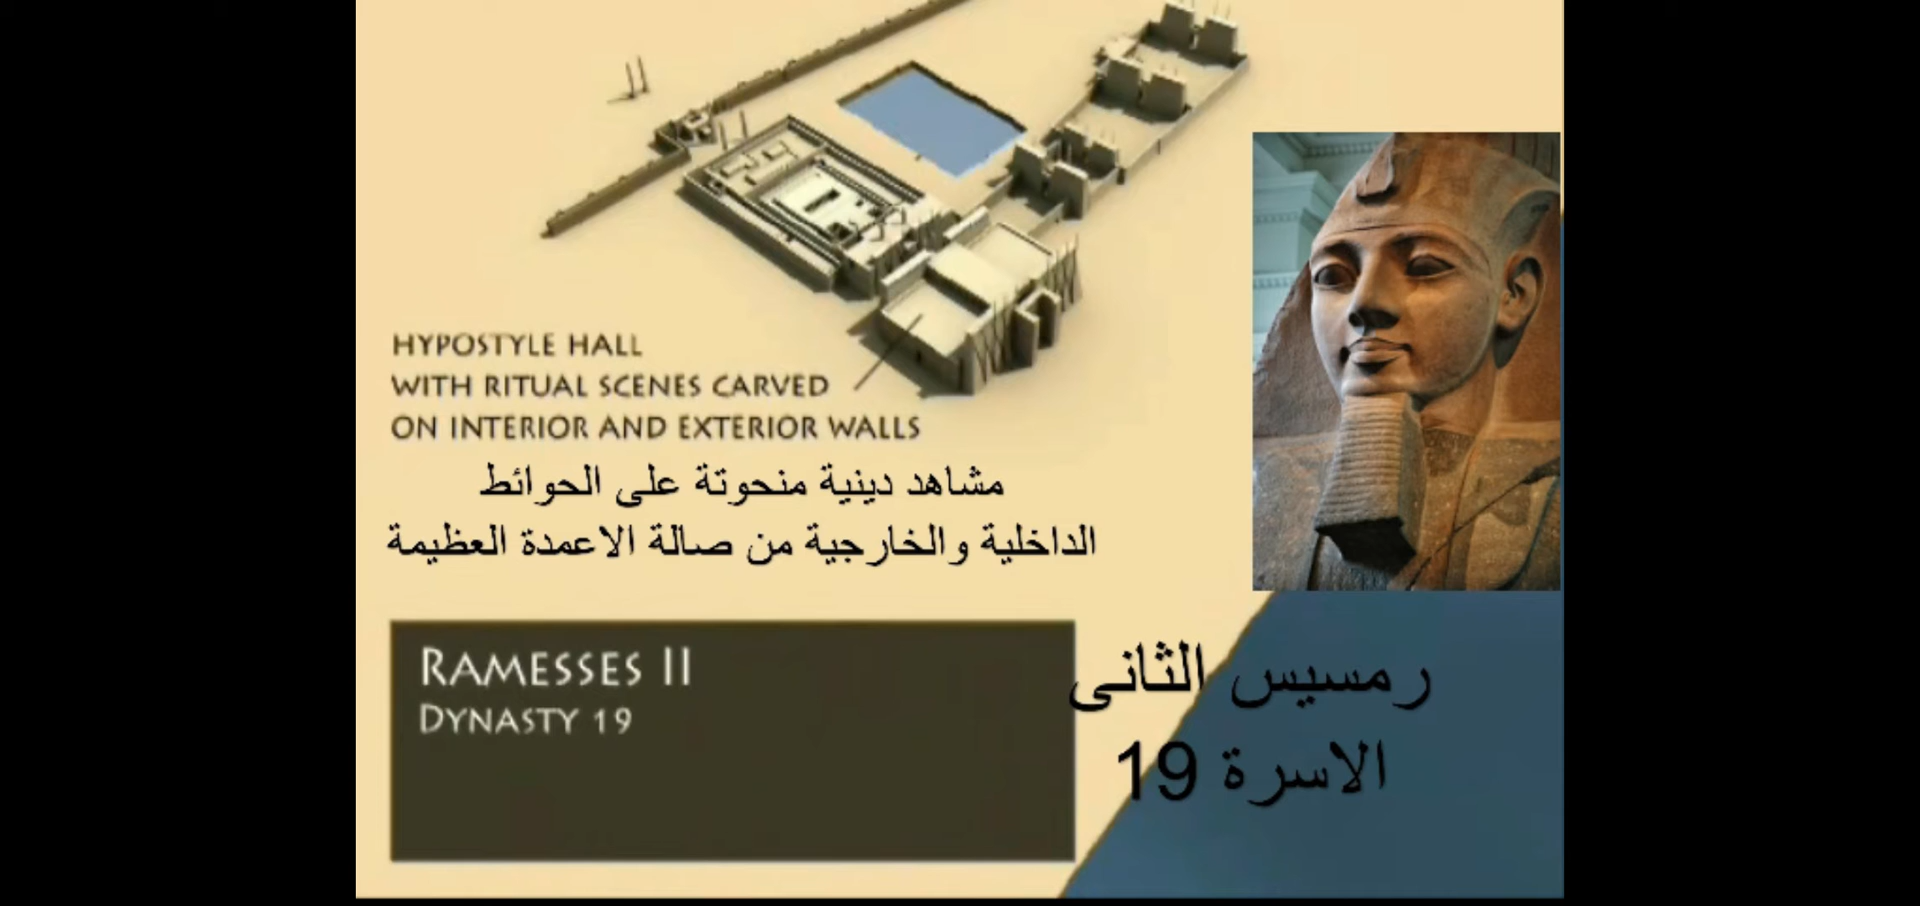 HYPOSTYLE HALL
WITH RITUAL SCENES CARVED
ON INTERIOR AND EXTERIOR WALLS
مشاهد دينية منحوتة على الحوائط
الداخلية والخارجية من صالة الاعمدة العظيمة
RAMESSES II
DYNASTY 19
رمسيس الثانى
الاسرة 19